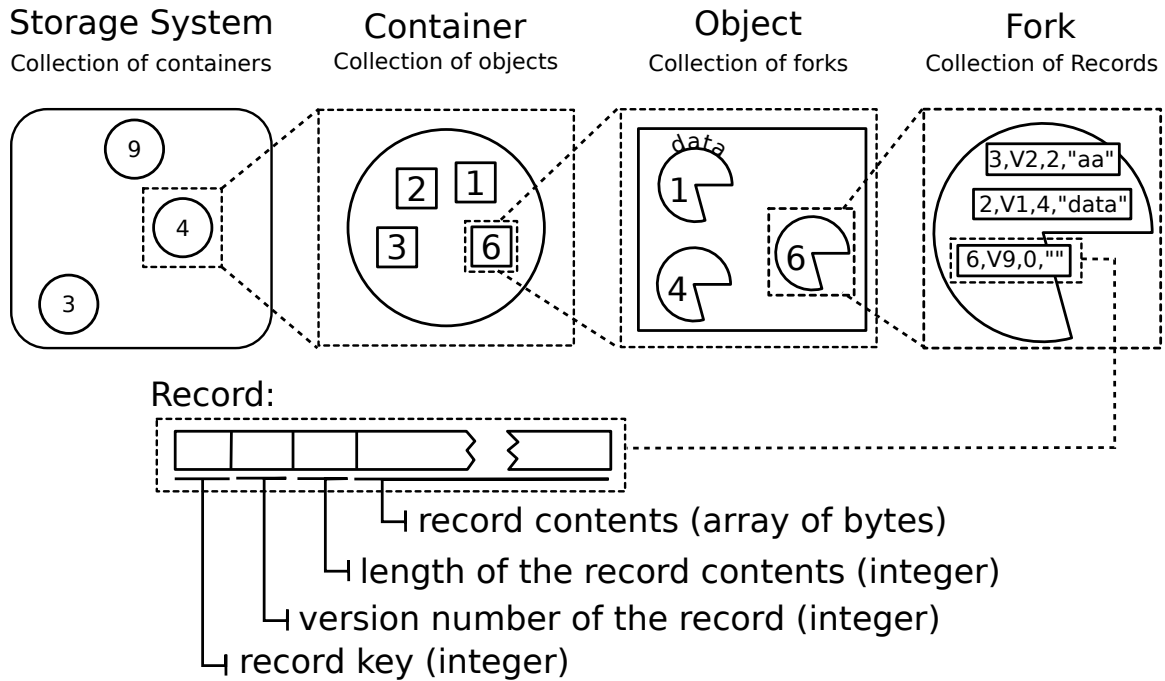 Storage System
Collection of containers
Container
Collection of objects
Object
Collection of forks
Fork
Collection of Records
9
4
3
2
1
3
6
data
1
4
6
3,V2,2,"aa"
2,V1,4,"data"
6,V9,0,""
Record:
record contents (array of bytes)
length of the record contents (integer)
version number of the record (integer)
record key (integer)